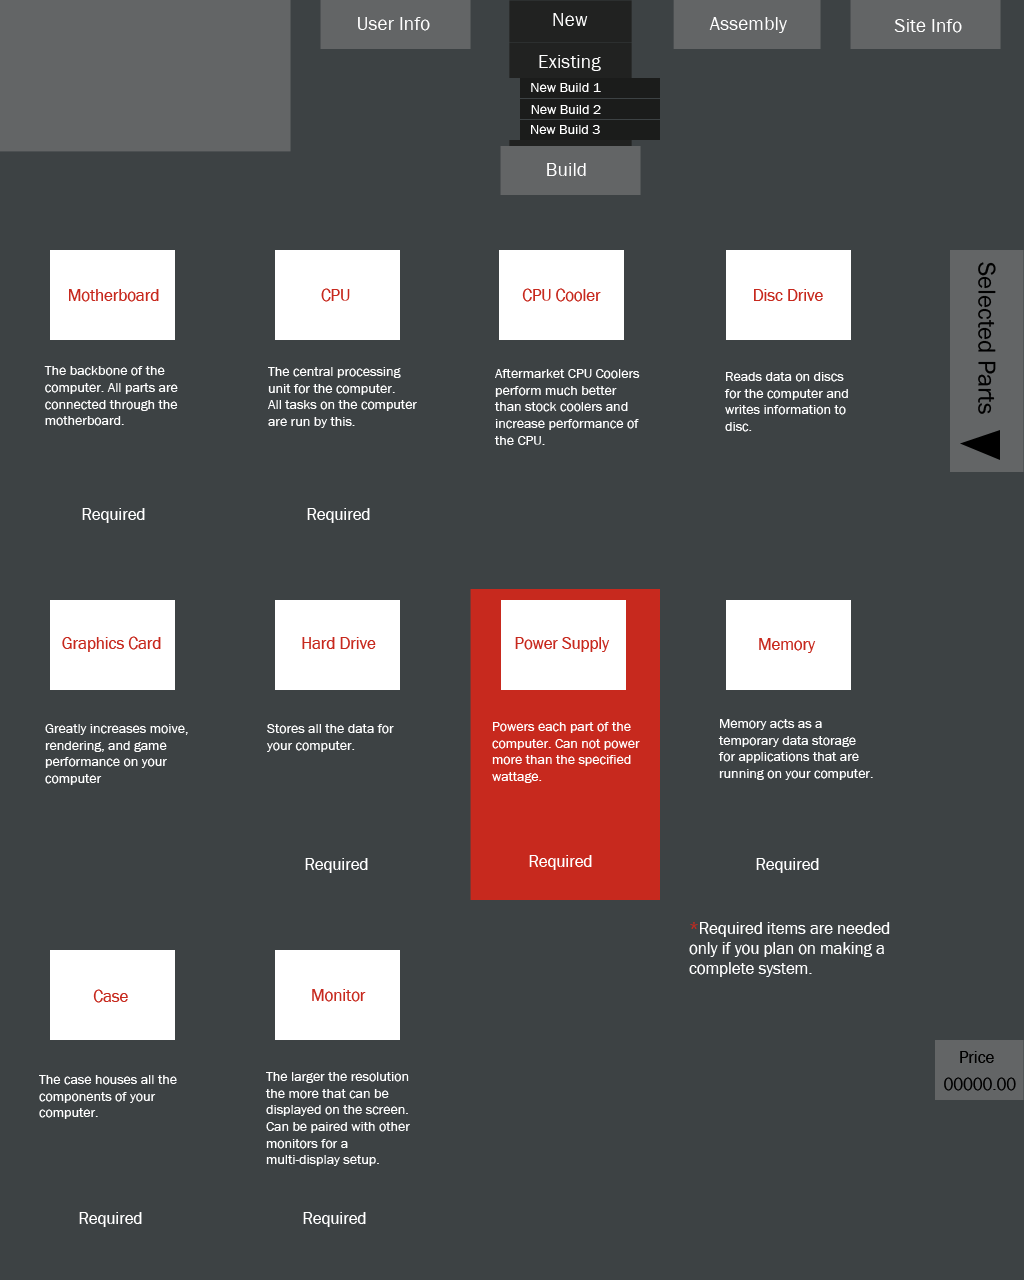 User Info
New
Existing
New Build 1
New Build 2
New Build 3
Build
Assembly
Site Info
Selected Parts
Motherboard
The backbone of the
computer. All parts are
connected through the
motherboard.
Required
CPU
The central processing
unit for the computer.
All tasks on the computer
are run by this.
Required
CPU Cooler
Aftermarket CPU Coolers
perform much better
than stock coolers and
increase performance of
the CPU.
Disc Drive
Reads data on discs
for the computer and
writes information to
disc.
Graphics Card
Greatly increases moive,
rendering, and game
performance on your
computer
Hard Drive
Stores all the data for
your computer.
Required
Power Supply
Powers each part of the
computer. Can not power
more than the specified
wattage.
Required
Memory
Memory acts as a
temporary data storage
for applications that are
running on your computer.
Required
*Required items are needed
only if you plan on making a
complete system.
Case
The case houses all the
components of your
computer.
Required
Monitor
The larger the resolution
the more that can be
displayed on the screen.
Can be paired with other
monitors for a
multi-display setup.
Required
Price
00000.00